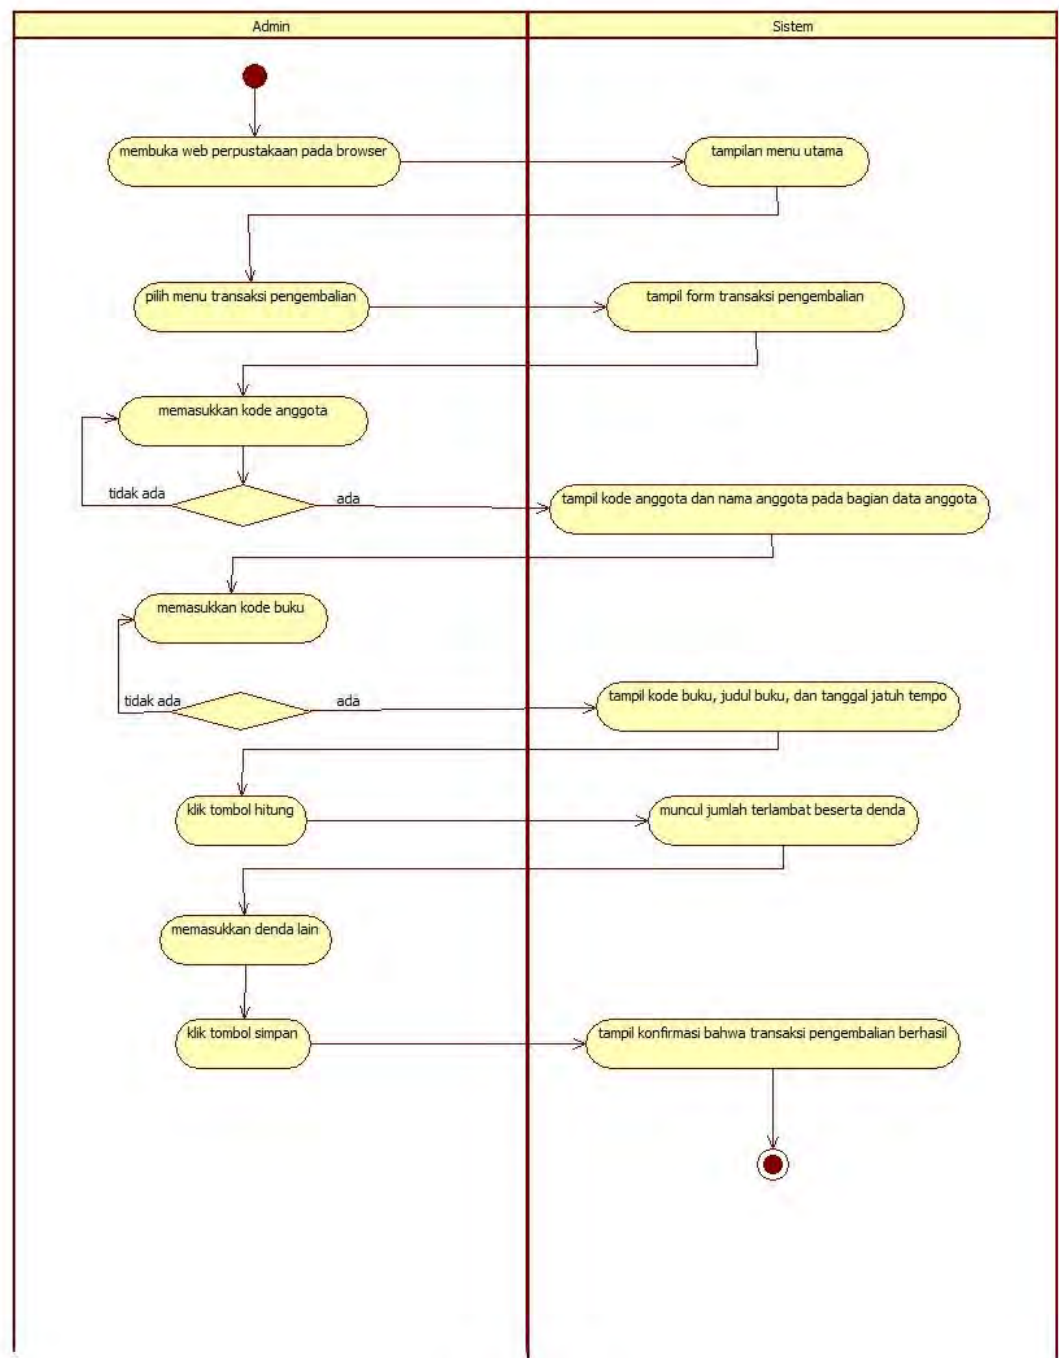 Admin
Sistem
membuka web perpustakaan pada browser
tampilan menu utama
pilih menu transaksi pengembalian
tampil form transaksi pengembalian
memasukkan kode anggota
tidak ada
ada
tampil kode anggota dan nama anggota pada bagian data anggota
memasukkan kode buku
tidak ada
ada
tampil kode buku, judul buku, dan tanggal jatuh tempo
klik tombol hitung
muncul jumlah terlambat beserta denda
memasukkan denda lain
klik tombol simpan
tampil konfirmasi bahwa transaksi pengembalian berhasil